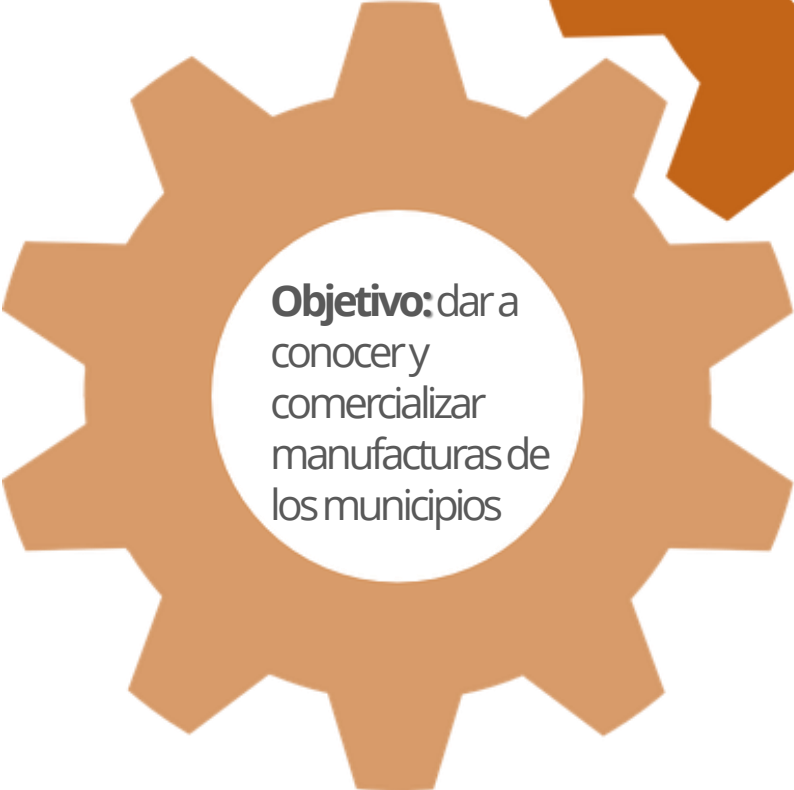 Objetivo: dar a
conocer y
comercializar
manufacturas de
los municipios